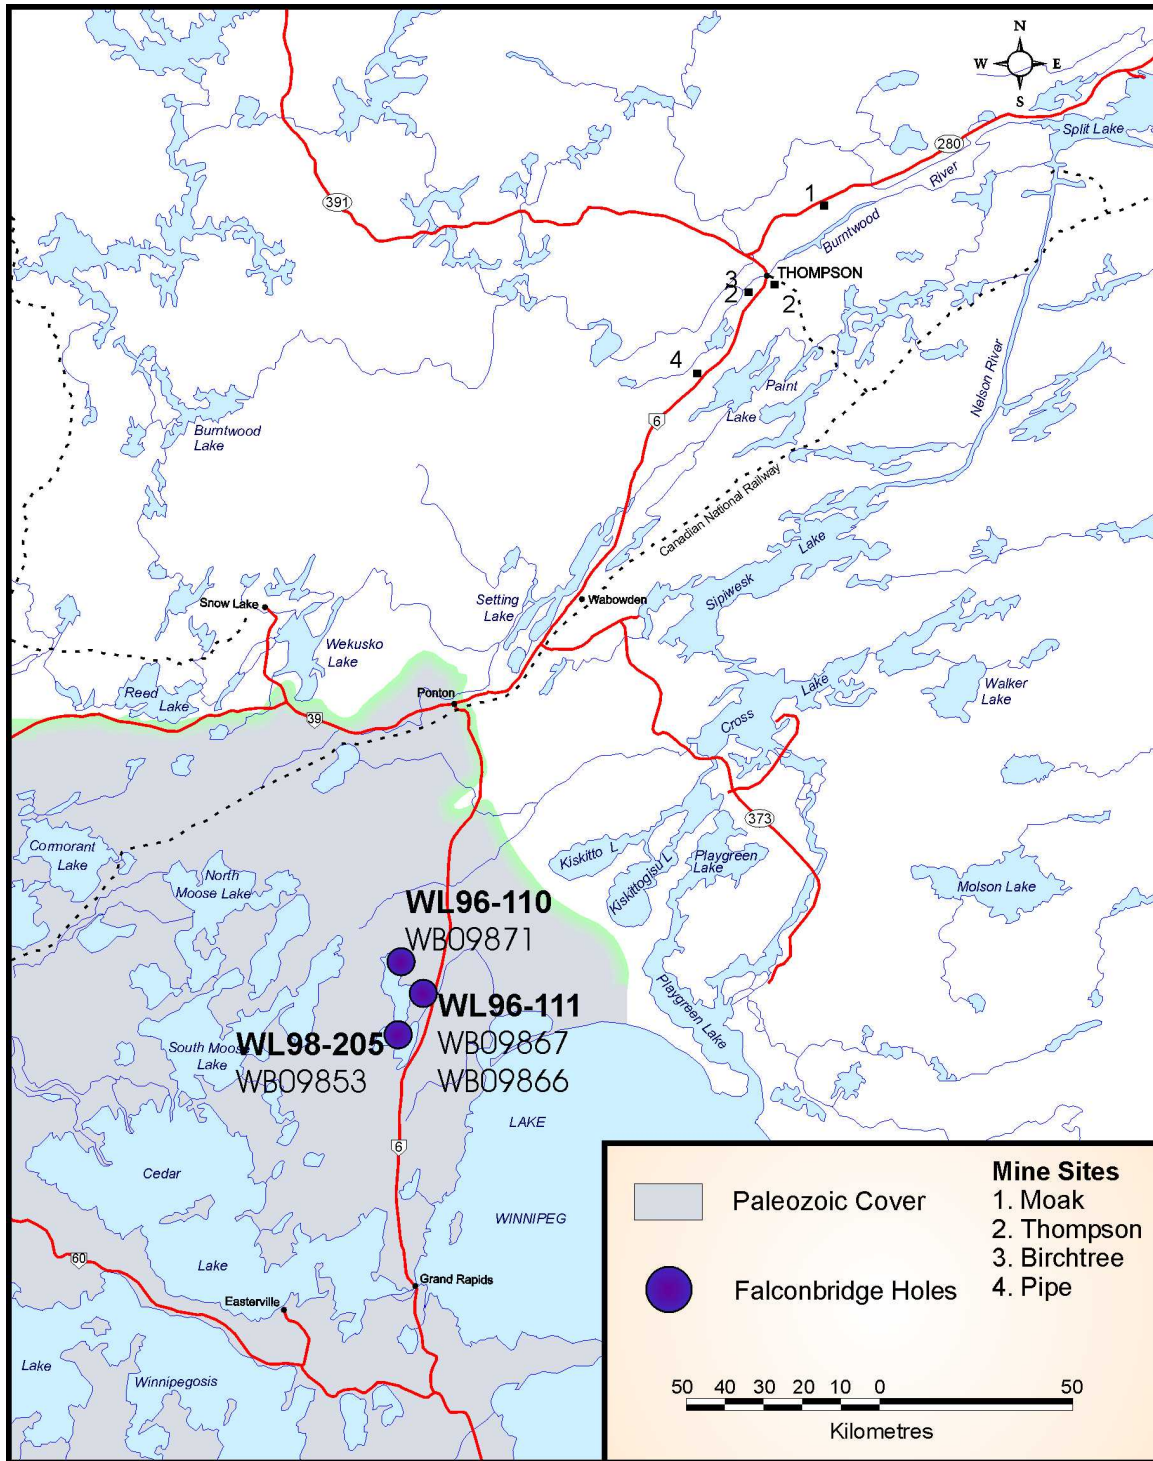 N
W E
S
Split Lake
280
River
391
1
Burntwood
THOMPSON
3
2
2
4
Paint
Lake
Nelson River
6
Burntwood
Lake
Canadian National Railway
Lake
Sipiwesk
Setting
Lake
Wabowden
Snow Lake
Wekusko
Lake
Reed
Lake
Ponton
39
Lake
Cross
Walker
Lake
373
Cormorant
Lake
North
Moose Lake
Kiskitto L
Kiskittogisu L
Playgreen
Lake
Molson Lake
WL96-110
WB09871
Playgreen Lake
WL96-111
WB09867
WB09866
WL98-205
WB09853
South Moose
Lake
LAKE
WINNIPEG
6
Cedar
Lake
60
Grand Rapids
Easterville
Lake
Winnipegosis
Paleozoic Cover
Falconbridge Holes
Mine Sites
1. Moak
2. Thompson
3. Birchtree
4. Pipe
50 40 30 20 10 0 50
Kilometres